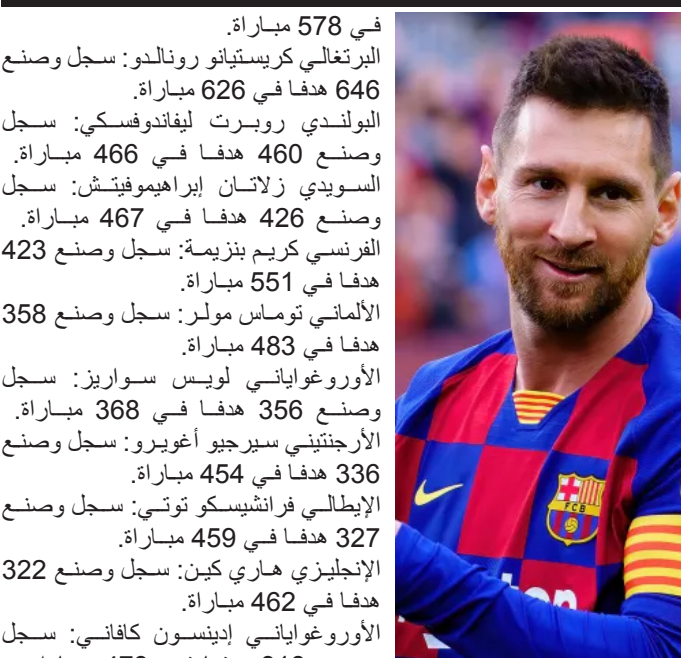 في 578 مباراة.
البرتغالي كريستيانو رونالدو: سجل وصنع
646 هدفا في 626 مباراة.
البولندي روبرت ليفاندوفسكي: سجل
وصنع 460 هدفا في 466 مباراة.
السويدي زلاتان إبراهيموفيتش: سجل
وصنع 426 هدفا في 467 مباراة.
الفرنسي كريم بنزيمة: سجل وصنع 423
هدفا في 551 مباراة.
الألماني توماس مولر: سجل وصنع 358
هدفا في 483 مباراة.
الأوروغواياني لويس سواريز: سجل
وصنع 356 هدفا في 368 مباراة.
الأرجنتيني سيرجيو أغويرو: سجل وصنع
336 هدفا في 454 مباراة.
الإيطالي فرانشيسكو توتي: سجل وصنع
327 هدفا في 459 مباراة.
الإنجليزي هاري كين: سجل وصنع 322
هدفا في 462 مباراة.
الأوروغواياني إدينسون كافاني: سجل
FCB